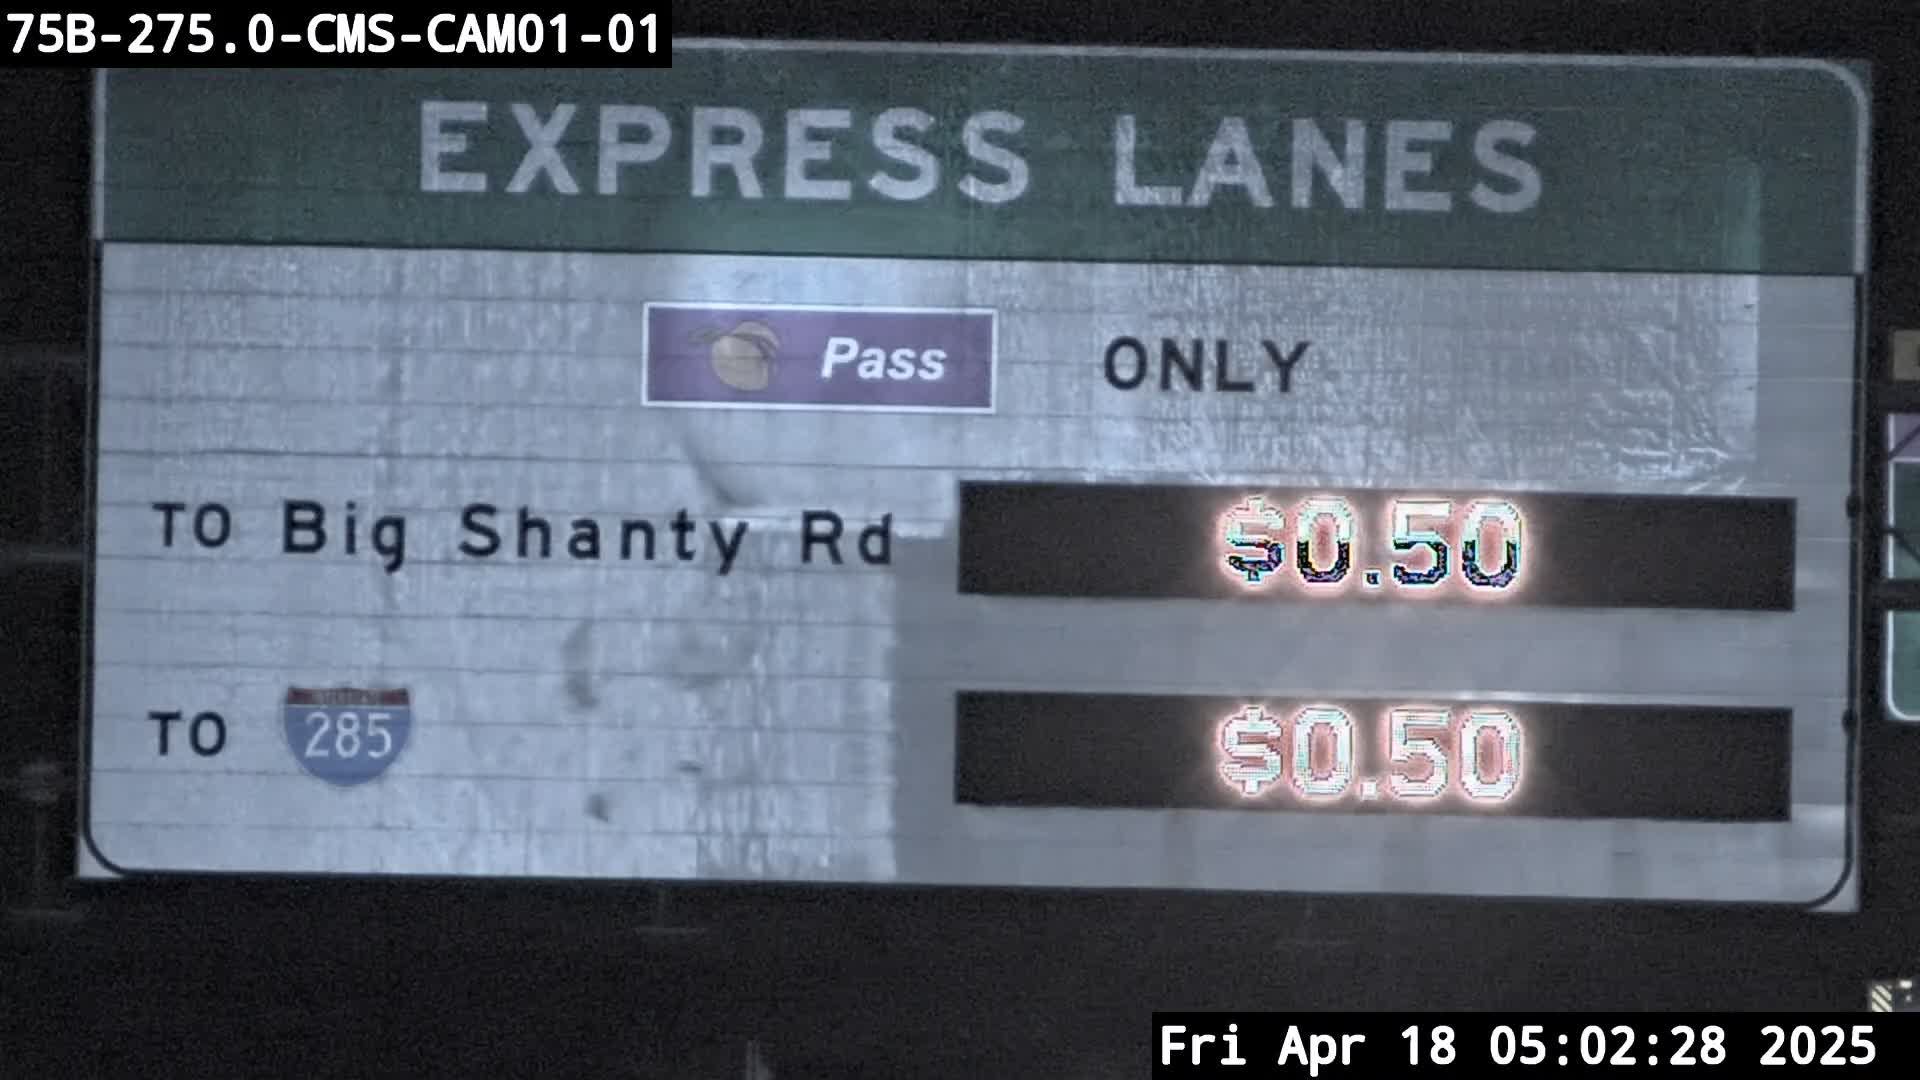 75B-275.0-CMS-CAM01-01
EXPRESS LANES
Pass ONLY
TO Big Shanty Rd $0.50
TO 285 $0.50
Fri Apr 18 05:02:28 2025